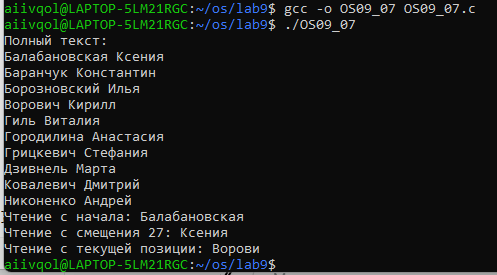 aiivqol@LAPTOP-5LM21RGC:~/os/lab9$ gcc -o OS09_07 OS09_07.c
aiivqol@LAPTOP-5LM21RGC:~/os/lab9$ ./OS09_07
Полный текст:
Балабановская Ксения
Баранчук Константин
Борозновский Илья
Ворович Кирилл
Гиль Виталия
Городилина Анастасия
Грицкевич Стефания
Дзивнель Марта
Ковалевич Дмитрий
Никоненко Андрей
Чтение с начала: Балабановская
Чтение с смещения 27: Ксения
Чтение с текущей позиции: Ворови
aiivqol@LAPTOP-5LM21RGC:~/os/lab9$